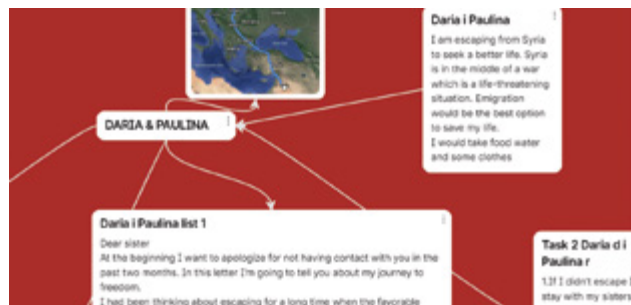 Daria i Paulina
I am escaping from Syria
to seek a better life. Syria
is in the middle of a war
which is a life-threatening
situation. Emigration
would be the best option
to save my life.
I would take food water
and some clothes
DARIA & PAULINA
Daria i Paulina list 1
Dear sister
At the beginning I want to apologize for not having contact with you in the
past two months. In this letter I'm going to tell you about my journey to
freedom.
I had been thinking about escaping for a long time when the favorable
Task 2 Daria d i
Paulina r
1.If I didn't escape I
stay with my sister